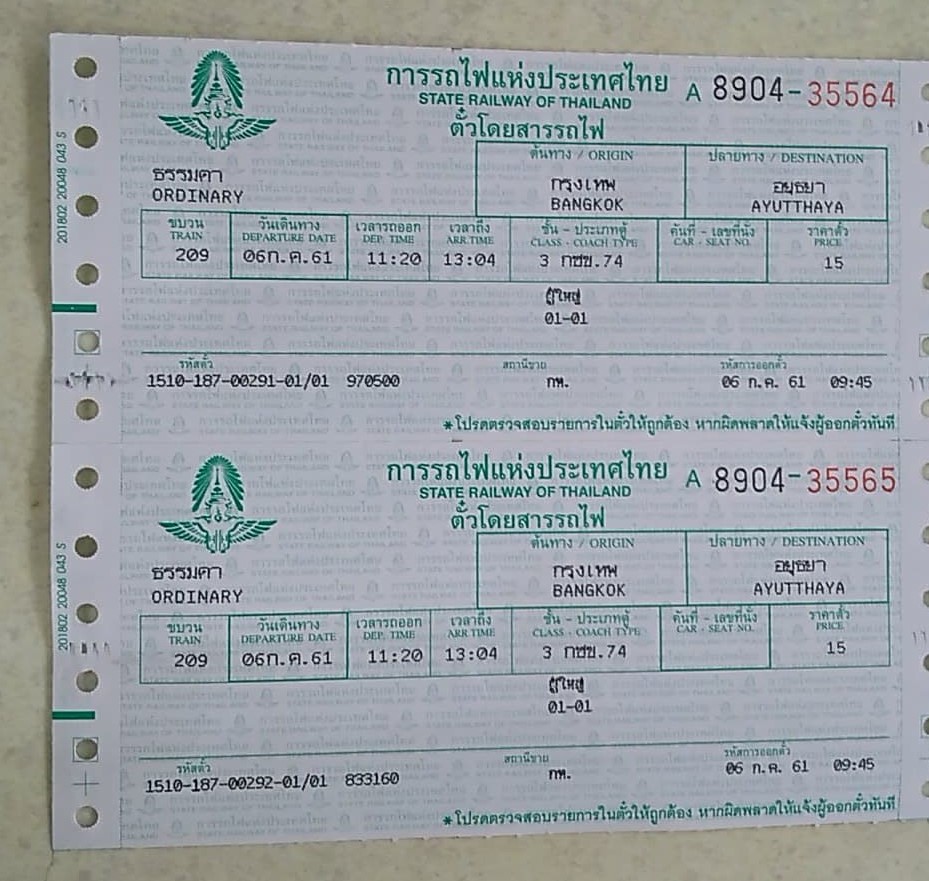 การรถไฟแห่งประเทศไทย A 8904-35564
STATE RAILWAY OF THAILAND
ตั๋วโดยสารรถไฟ
ต้นทาง / ORIGIN ปลายทาง / DESTINATION
ธรรมดา กรุงเทพ อยุธยา
ORDINARY BANGKOK AYUTTHAYA
ขบวน วันเดินทาง เวลารถออก เวลาถึง ชั้น - ประเภทตู้ คันที่ - เลขที่นั่ง ราคาตั๋ว
TRAIN DEPARTURE DATE DEP. TIME ARR.TIME CLASS - COACH TYPE CAR - SEAT NO. PRICE
209 06ก.ค.61 11:20 13:04 3 กซข.74 15
ผู้ใหญ่
01-01
รหัสตั๋ว สถานีขาย รหัสการออกตั๋ว
1510-187-00291-01/01 970500 กท. 06 ก.ค. 61 09:45
*โปรดตรวจสอบรายการในตั๋วให้ถูกต้อง หากผิดพลาดให้แจ้งผู้ออกตั๋วทันที
201802 20048 043 S
การรถไฟแห่งประเทศไทย A 8904-35565
STATE RAILWAY OF THAILAND
ตั๋วโดยสารรถไฟ
ต้นทาง / ORIGIN ปลายทาง / DESTINATION
ธรรมดา กรุงเทพ อยุธยา
ORDINARY BANGKOK AYUTTHAYA
ขบวน วันเดินทาง เวลารถออก เวลาถึง ชั้น - ประเภทตู้ คันที่ - เลขที่นั่ง ราคาตั๋ว
TRAIN DEPARTURE DATE DEP. TIME ARR.TIME CLASS - COACH TYPE CAR - SEAT NO. PRICE
209 06ก.ค.61 11:20 13:04 3 กซข.74 15
ผู้ใหญ่
01-01
รหัสตั๋ว สถานีขาย รหัสการออกตั๋ว
1510-187-00292-01/01 833160 กท. 06 ก.ค. 61 09:45
*โปรดตรวจสอบรายการในตั๋วให้ถูกต้อง หากผิดพลาดให้แจ้งผู้ออกตั๋วทันที
201802 20048 043 S